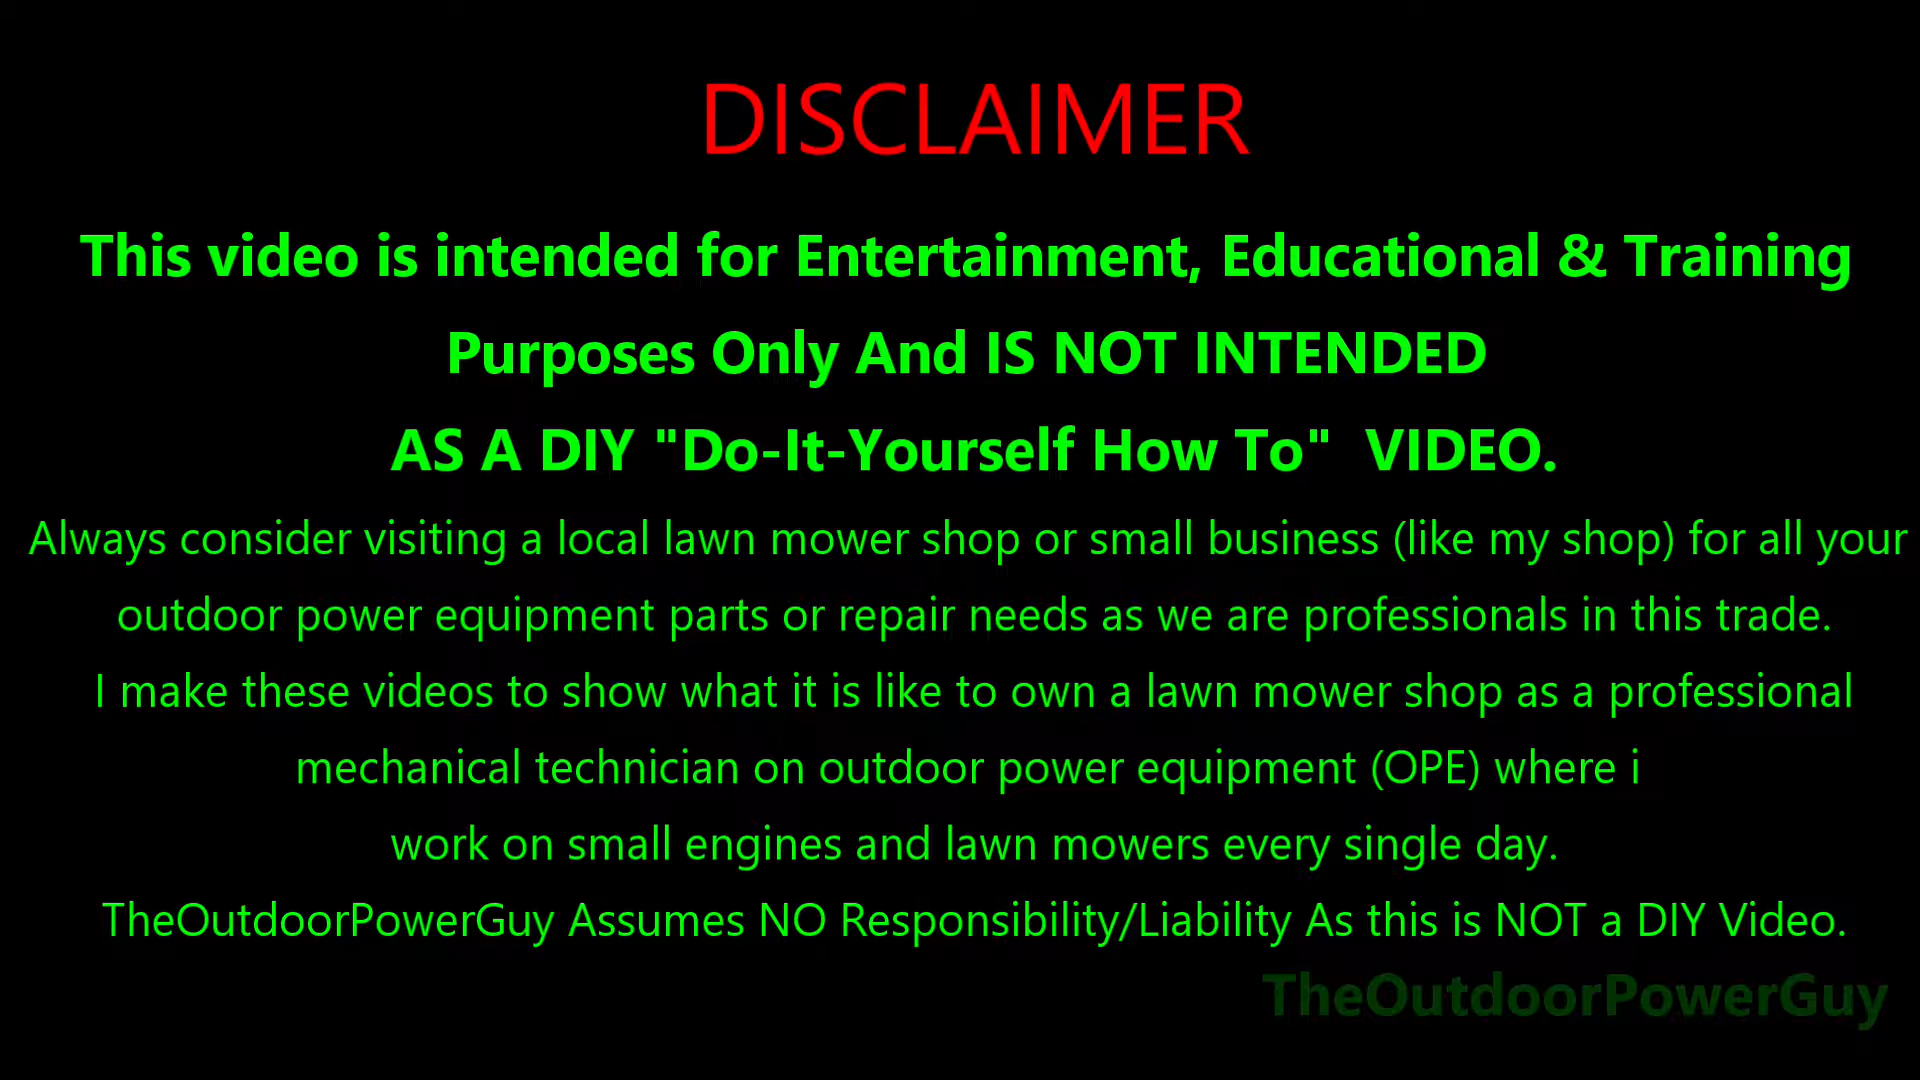 DISCLAIMER
This video is intended for Entertainment, Educational & Training
Purposes Only And IS NOT INTENDED
AS A DIY "Do-It-Yourself How To"  VIDEO.
Always consider visiting a local lawn mower shop or small business (like my shop) for all your
outdoor power equipment parts or repair needs as we are professionals in this trade.
I make these videos to show what it is like to own a lawn mower shop as a professional
mechanical technician on outdoor power equipment (OPE) where i
work on small engines and lawn mowers every single day.
TheOutdoorPowerGuy Assumes NO Responsibility/Liability As this is NOT a DIY Video.
TheOutdoorPowerGuy